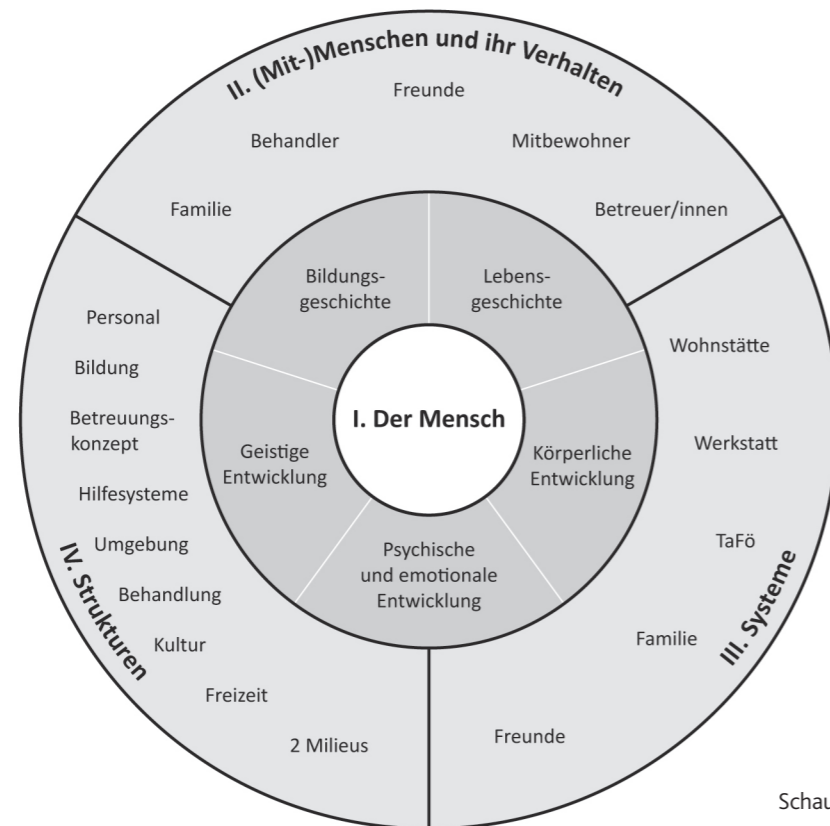 II. (Mit-)Menschen und ihr Verhalten
Freunde
Behandler
Mitbewohner
Familie
Betreuer/innen
Bildungs-
geschichte
Lebens-
geschichte
I. Der Mensch
Geistige
Entwicklung
Körperliche
Entwicklung
Psychische
und emotionale
Entwicklung
Wohnstätte
Werkstatt
TaFö
Familie
Freunde
III. Systeme
Personal
Bildung
Betreuungs-
konzept
Hilfesysteme
Umgebung
Behandlung
Kultur
Freizeit
2 Milieus
IV. Strukturen
Schau